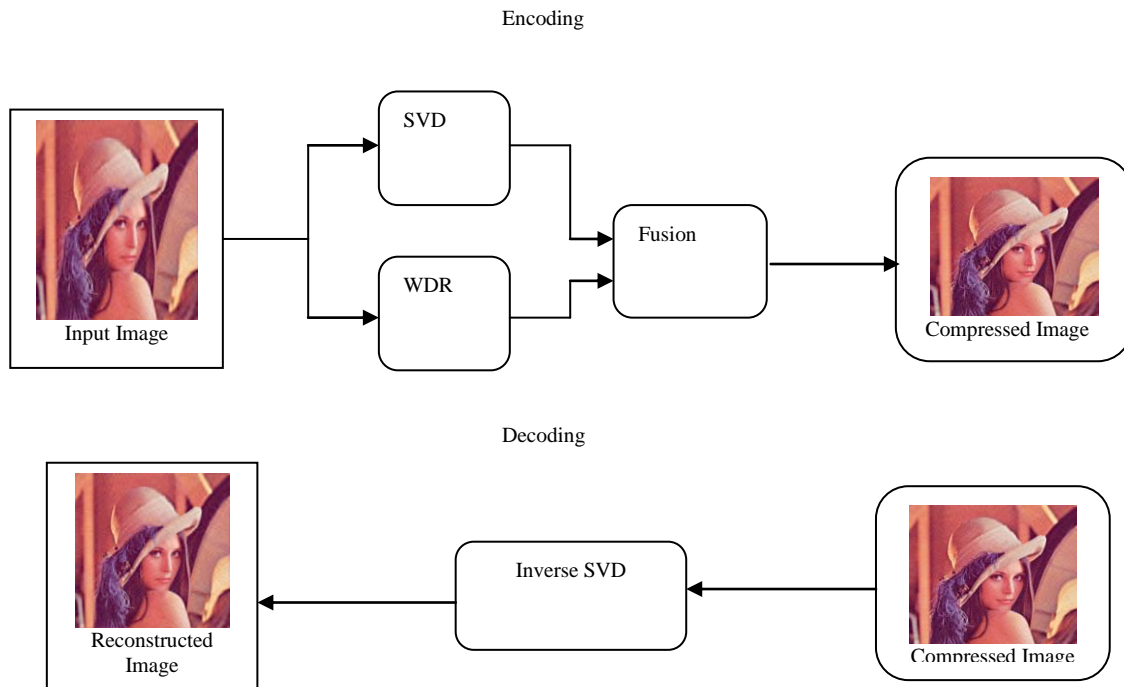 Encoding
SVD
Fusion
WDR
Input Image
Compressed Image
Decoding
Inverse SVD
Reconstructed
Image
Compressed Image